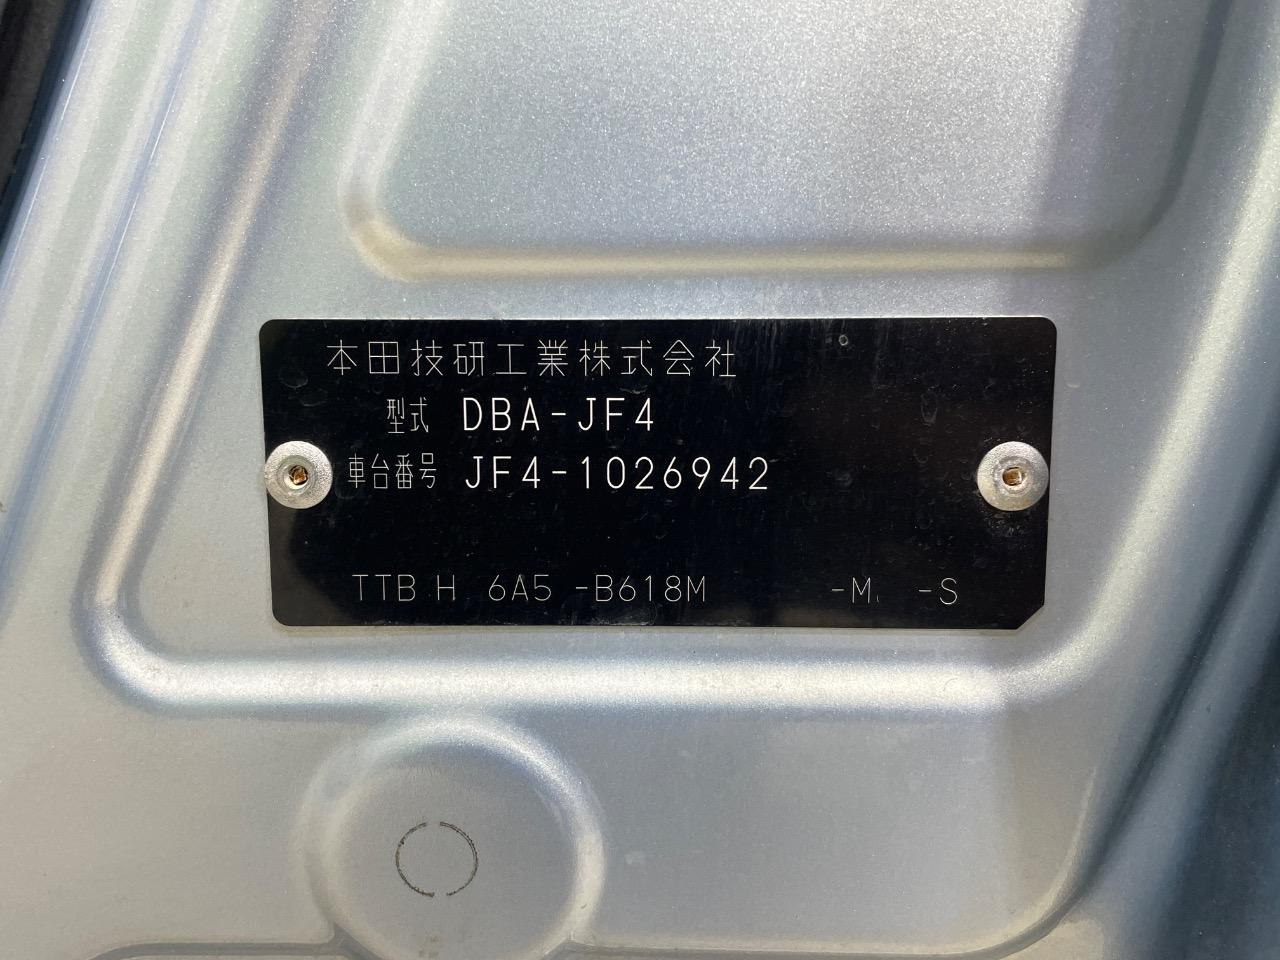 本田技研工業株式会社
型式 DBA-JF4
車台番号 JF4-1026942
TTB H 6A5 -B618M -M -S